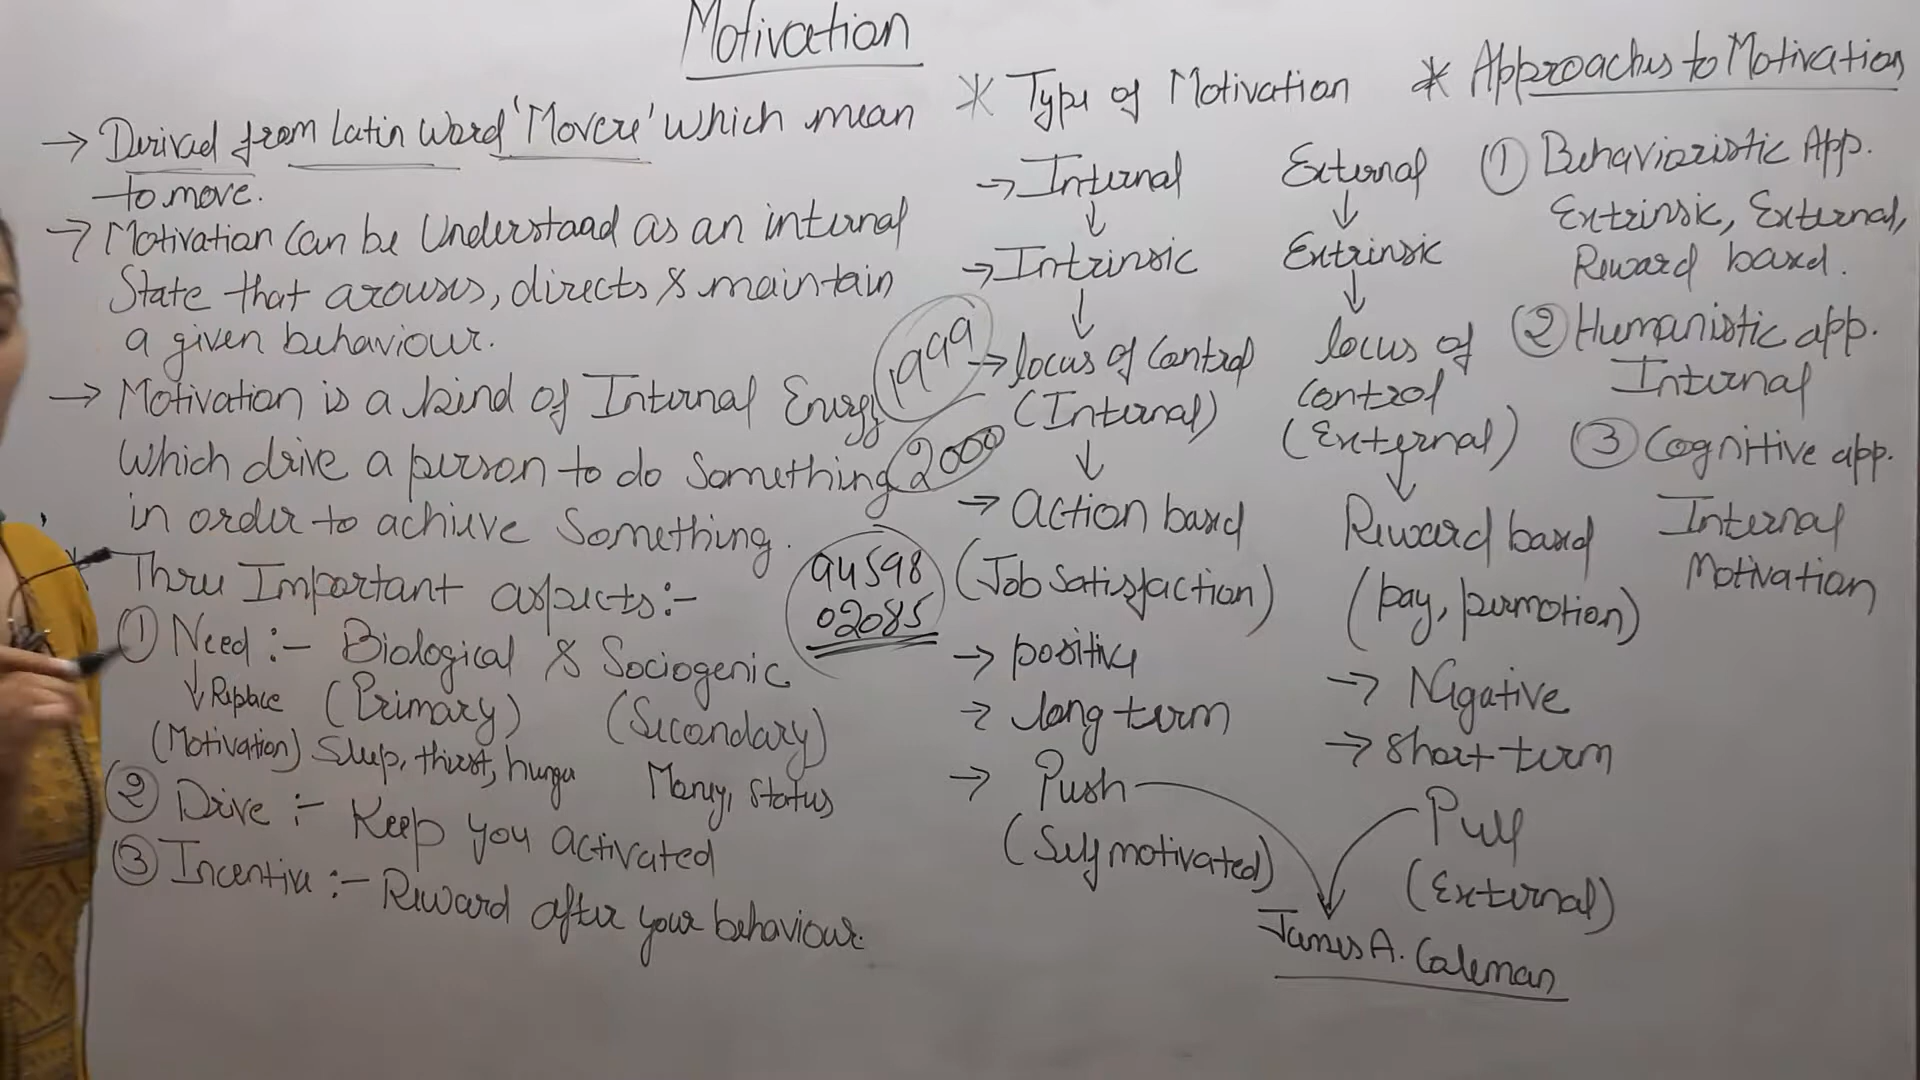 Motivation
→ Derived from Latin Word 'Movere' which mean
to move.
→ Motivation Can be Understood as an internal
State that arouses, directs & maintain
a given behaviour.
→ Motivation is a kind of Internal Energy
Which drive a person to do Something
in order to achieve Something.
* Three Important aspects:-
① Need :- Biological & Sociogenic
↓ Replace (Primary) (Secondary)
(Motivation) Sleep, thirst, hunger Money, Status
② Drive :- Keep you activated
③ Incentive :- Reward after your behaviour.
1999
2000
94598
02085
* Type of Motivation
→ Internal External
↓ ↓
→ Intrinsic Extrinsic
↓ ↓
→ locus of Control locus of
(Internal) Control
(External)
↓ ↓
→ Action based Reward based
(Job Satisfaction) (pay, permotion)
→ positive → Negative
→ long term → Short term
→ Push Pull
(Self motivated) (External)
James A. Coleman
* Approaches to Motivation
① Behavioristic App.
Extrinsic, External,
Reward based.
② Humanistic app.
Internal
③ Cognitive app.
Internal
Motivation